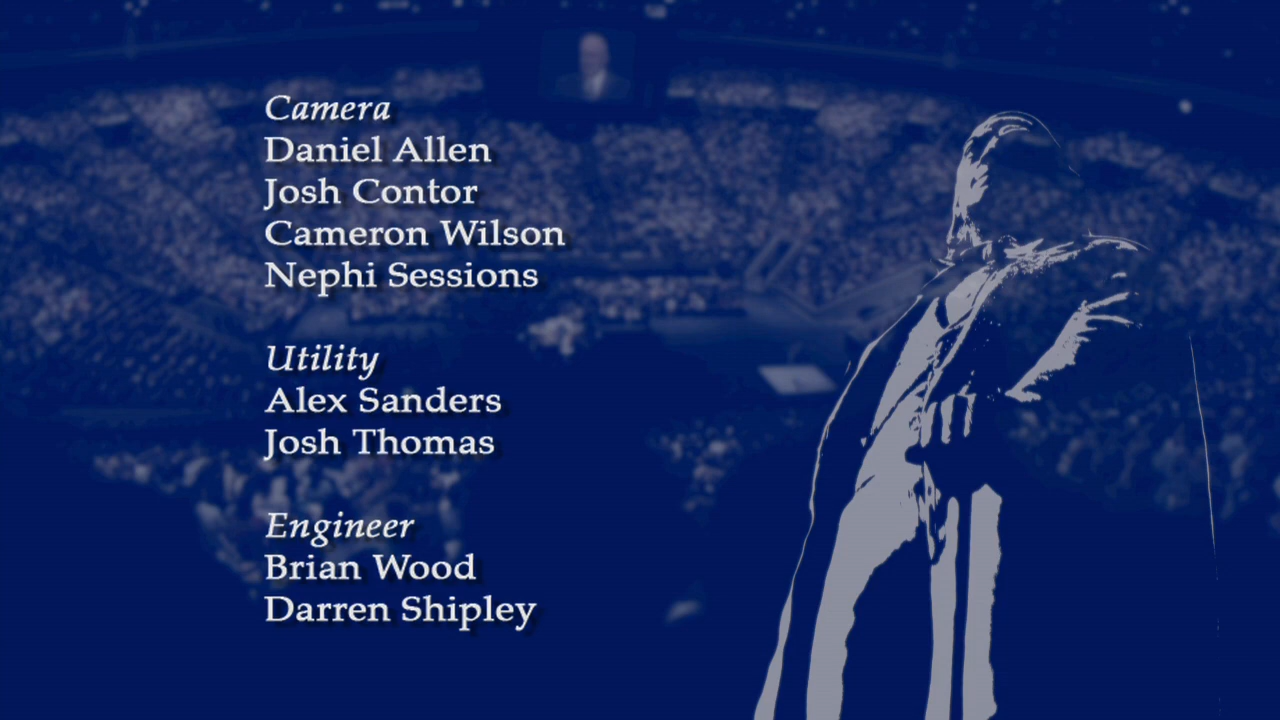 Camera
Daniel Allen
Josh Contor
Cameron Wilson
Nephi Sessions
Utility
Alex Sanders
Josh Thomas
Engineer
Brian Wood
Darren Shipley